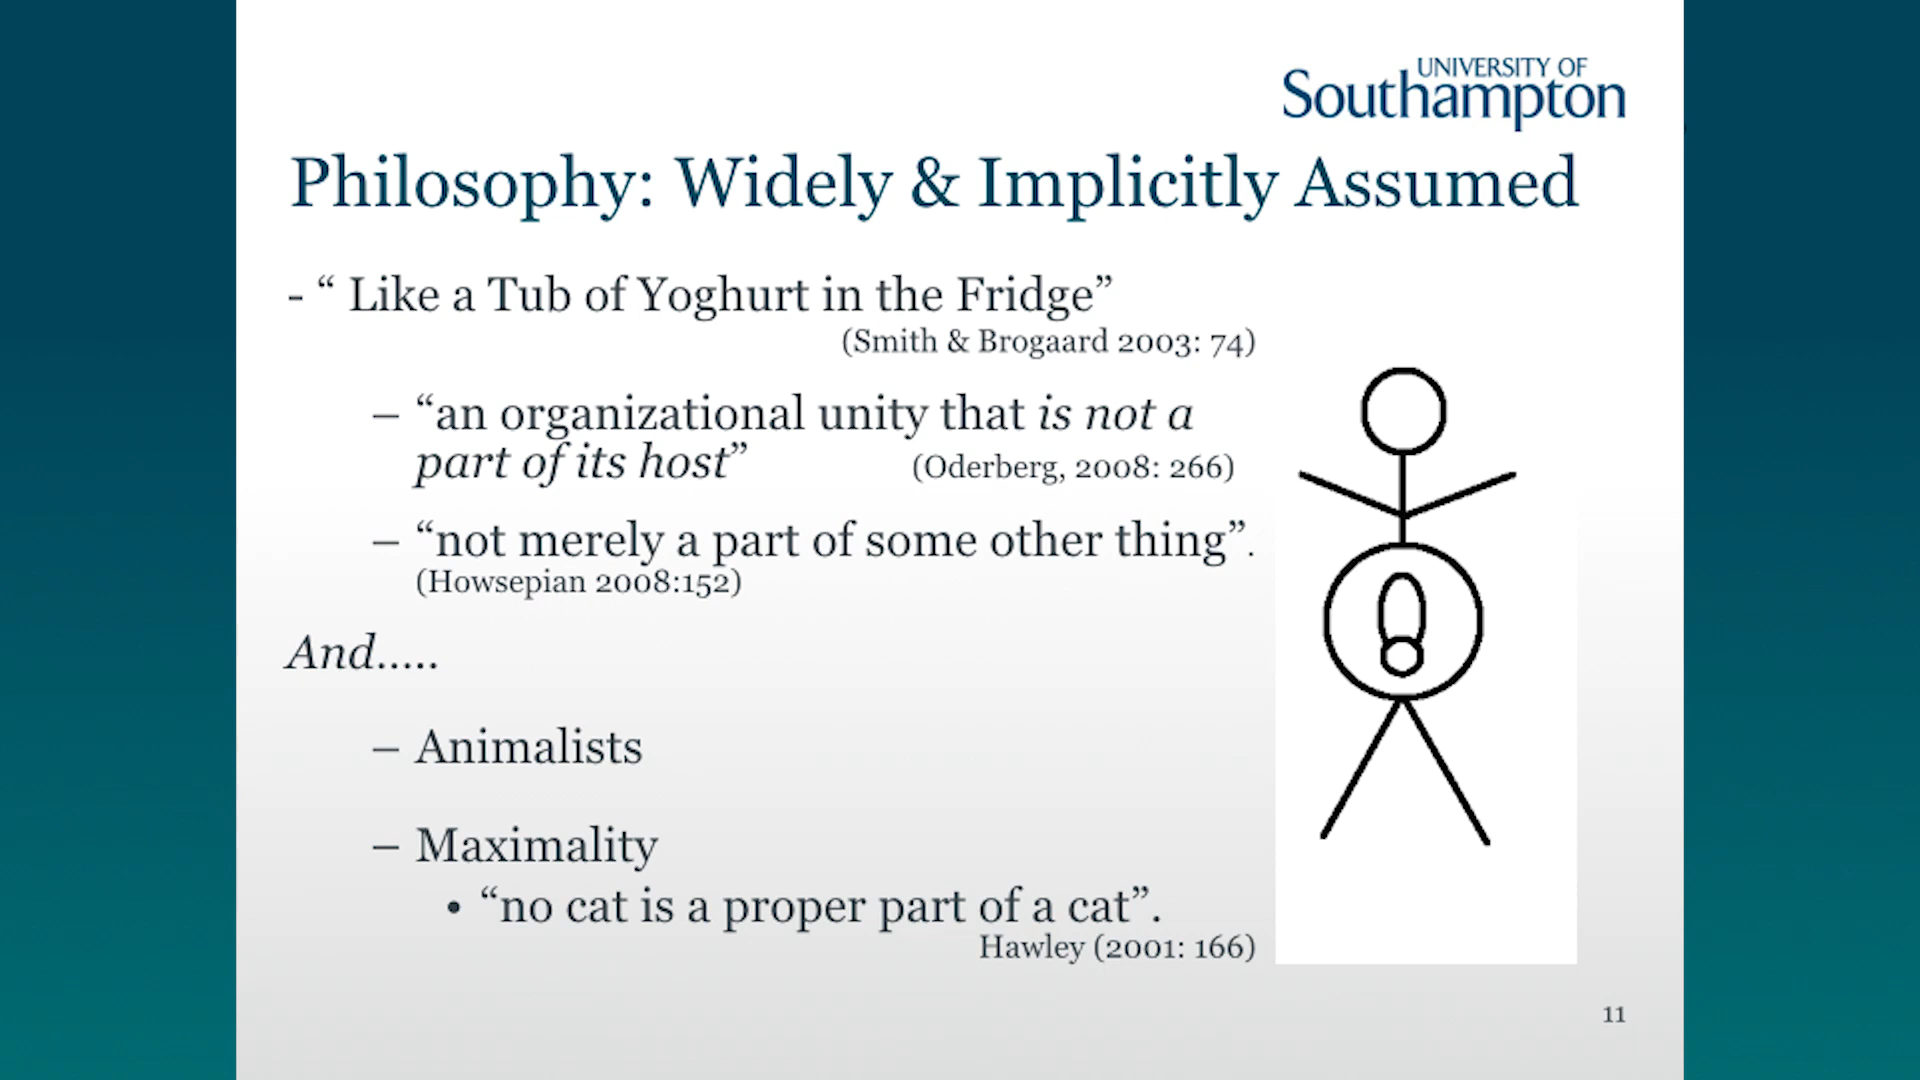 UNIVERSITY OF
Southampton
Philosophy: Widely & Implicitly Assumed
- “ Like a Tub of Yoghurt in the Fridge”
(Smith & Brogaard 2003: 74)
– “an organizational unity that is not a
part of its host” (Oderberg, 2008: 266)
– “not merely a part of some other thing”.
(Howsepian 2008:152)
And.....
– Animalists
– Maximality
• “no cat is a proper part of a cat”.
Hawley (2001: 166)
11